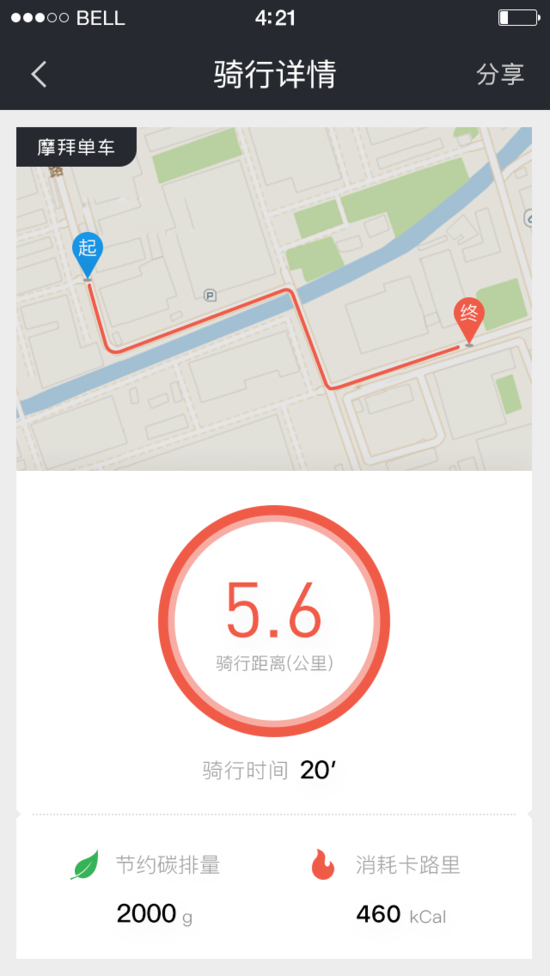 BELL
4:21
骑行详情
分享
摩拜单车
路
起
P
终
5.6
骑行距离(公里)
骑行时间 20′
节约碳排量
2000 g
消耗卡路里
460 kCal